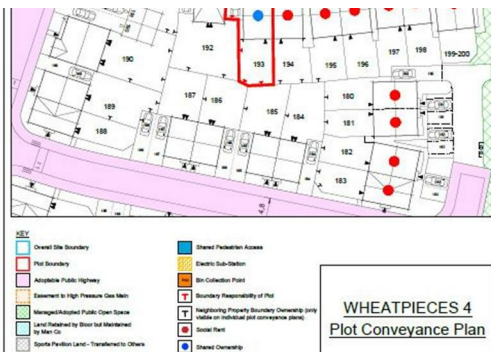 192
193
194
195
196
197
198
199-200
190
189
188
187
186
185
184
180
181
182
183
4.8
KEY
Overall Site Boundary
Plot Boundary
Adoptable Public Highway
Easement to High Pressure Gas Main
Managed/Adopted Public Open Space
Land Retained by Bloor but Maintained
by Man Co
Sports Pavilion Land - Transferred to Others
Shared Pedestrian Access
Electric Sub-Station
Bin Collection Point
Boundary Responsibility of Plot
Neighboring Property Boundary Ownership (only
visible on individual plot conveyance plans)
Social Rent
Shared Ownership
WHEATPIECES 4
Plot Conveyance Plan